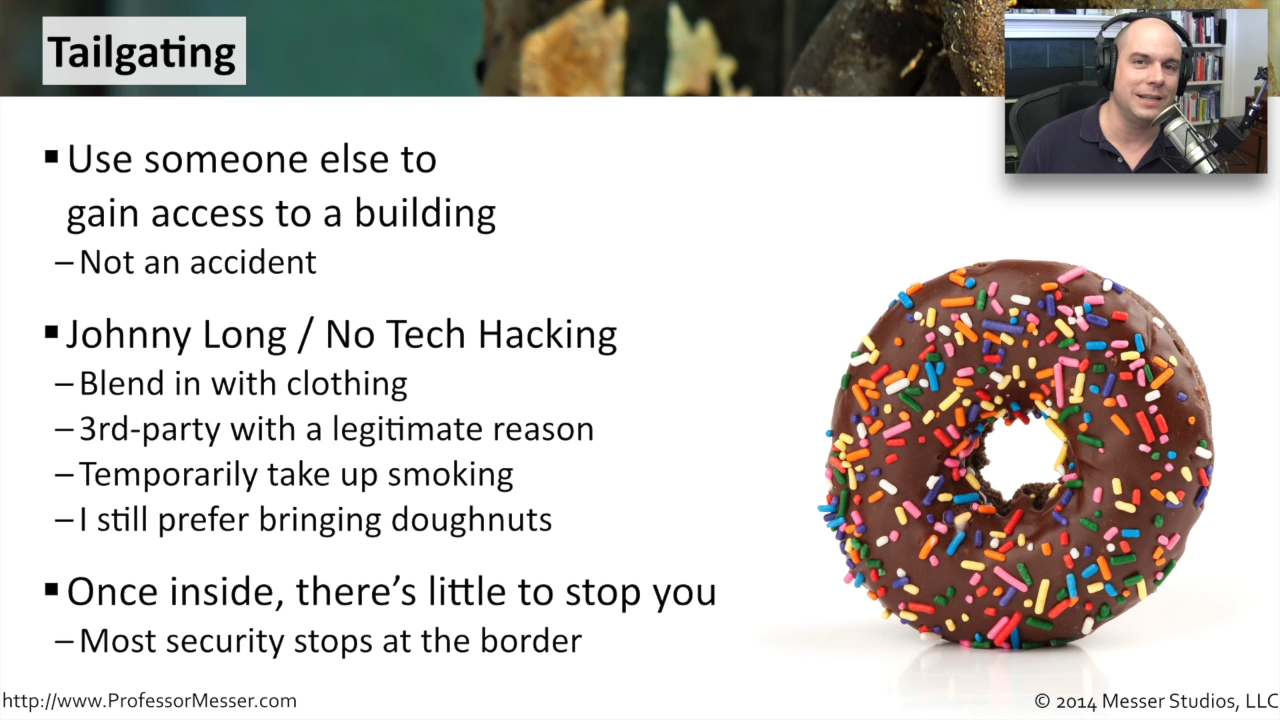 Tailgating
▪ Use someone else to
gain access to a building
– Not an accident
▪ Johnny Long / No Tech Hacking
– Blend in with clothing
– 3rd-party with a legitimate reason
– Temporarily take up smoking
– I still prefer bringing doughnuts
▪ Once inside, there's little to stop you
– Most security stops at the border
http://www.ProfessorMesser.com
© 2014 Messer Studios, LLC